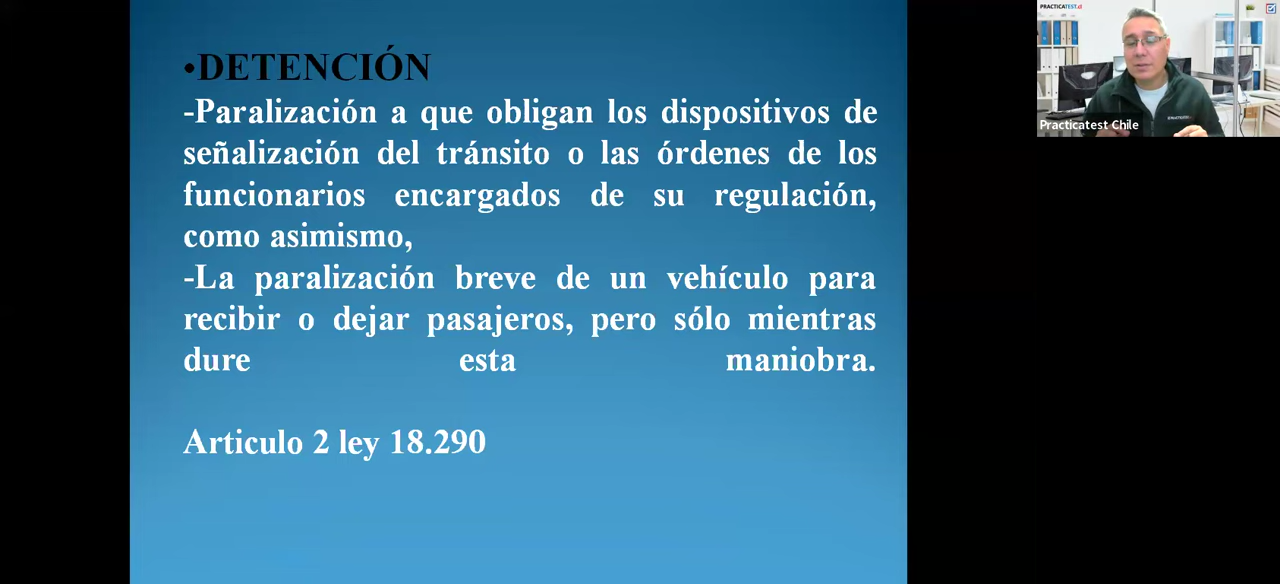 •DETENCIÓN
-Paralización a que obligan los dispositivos de
señalización del tránsito o las órdenes de los
funcionarios encargados de su regulación,
como asimismo,
-La paralización breve de un vehículo para
recibir o dejar pasajeros, pero sólo mientras
dure esta maniobra.
Articulo 2 ley 18.290
PRACTICATEST.cl
Practicatest Chile